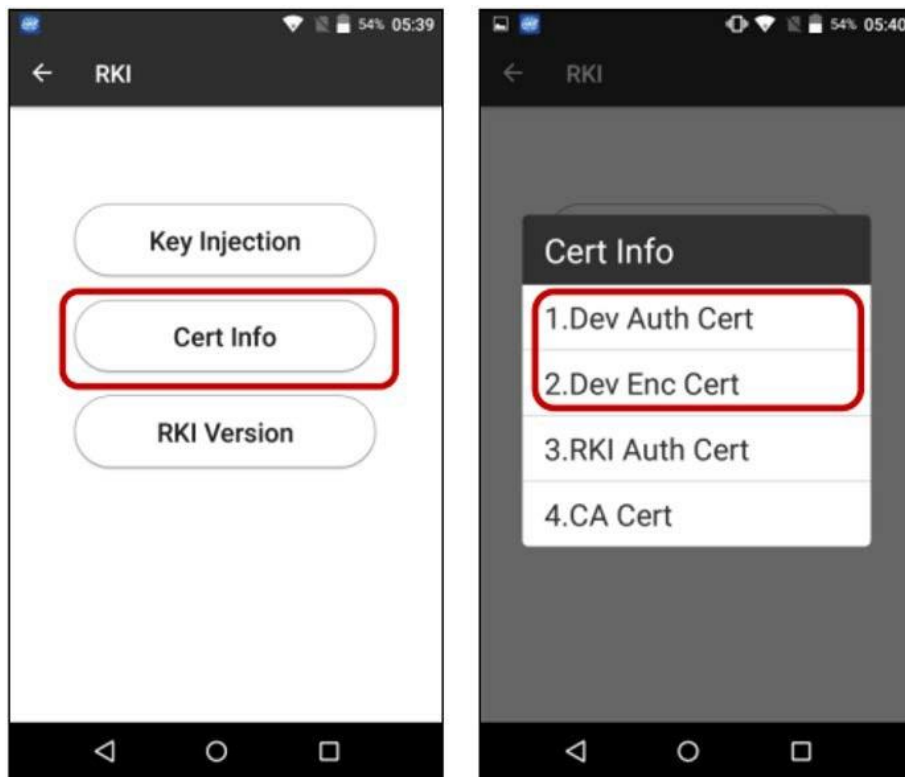 54% 05:39
RKI
Key Injection
Cert Info
RKI Version
54% 05:40
RKI
Cert Info
1.Dev Auth Cert
2.Dev Enc Cert
3.RKI Auth Cert
4.CA Cert